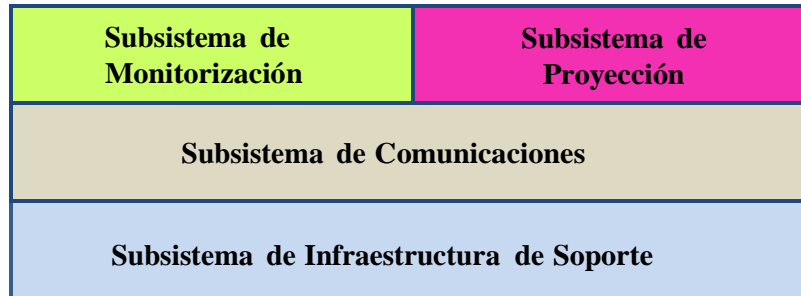 Subsistema de
Monitorización
Subsistema de
Proyección
Subsistema de Comunicaciones
Subsistema de Infraestructura de Soporte